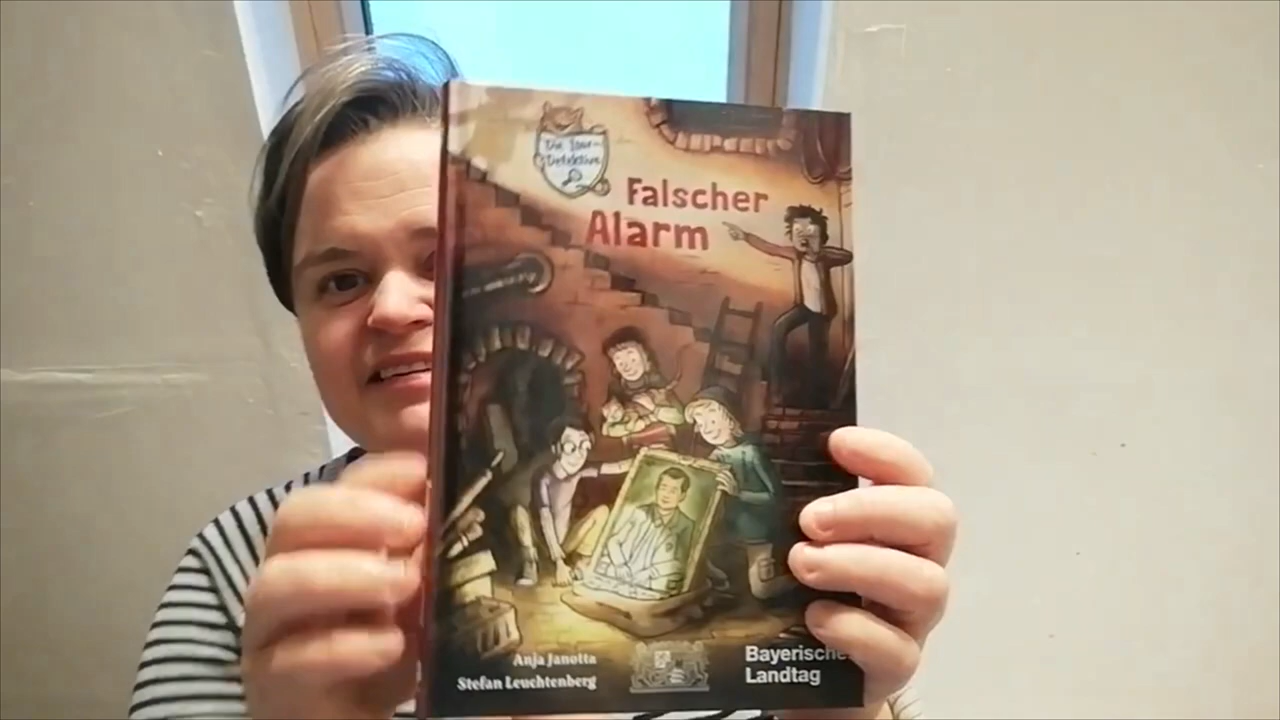 Die Isar-
Detektive
Falscher
Alarm
Anja Janotta
Stefan Leuchtenberg
Bayerische
Landtag